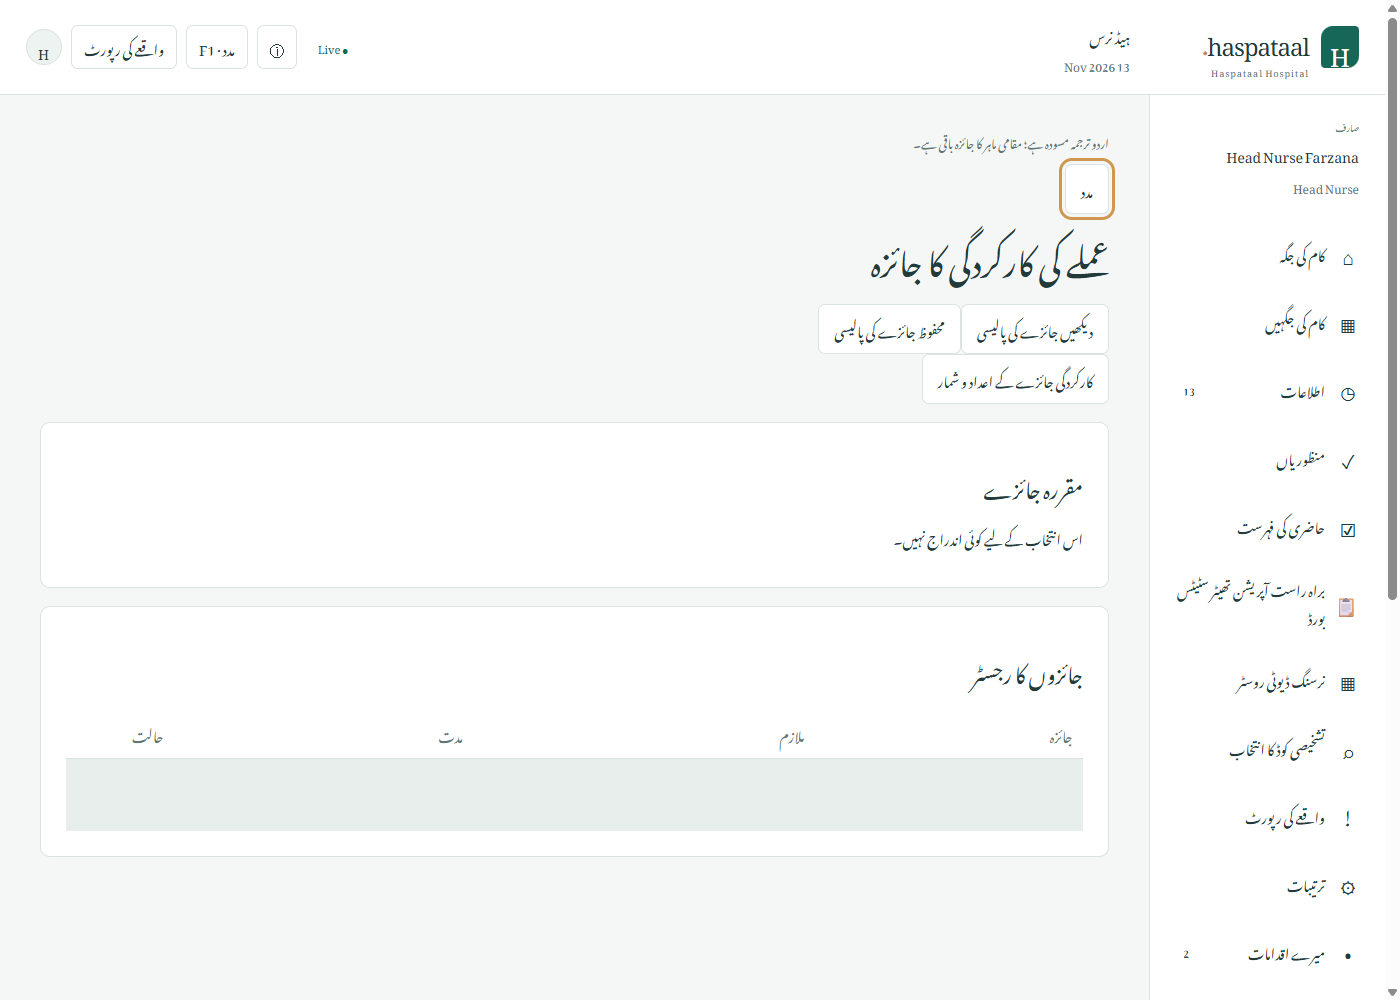 H
haspataal.
Haspataal Hospital
ہیڈ نرس
13 Nov 2026
Live
ⓘ
مدد F10
واقعے کی رپورٹ
H
صارف
Head Nurse Farzana
Head Nurse
کام کی جگہ
کام کی جگہیں
اطلاعات 13
منظوریاں
حاضری کی فہرست
براہ راست آپریشن تھیٹر سٹیٹس
بورڈ
نرسنگ ڈیوٹی روسٹر
تشخیصی کوڈ کا انتخاب
! واقعے کی رپورٹ
ترتیبات
میرے اقدامات 2
اردو ترجمہ مسودہ ہے؛ مقامی ماہر کا جائزہ باقی ہے۔
مدد
عملے کی کارکردگی کا جائزہ
دیکھیں جائزے کی پالیسی
محفوظ جائزے کی پالیسی
کارکردگی جائزے کے اعداد و شمار
مقررہ جائزے
اس انتخاب کے لیے کوئی اندراج نہیں۔
جائزوں کا رجسٹر
جائزہ ملازم مدت حالت